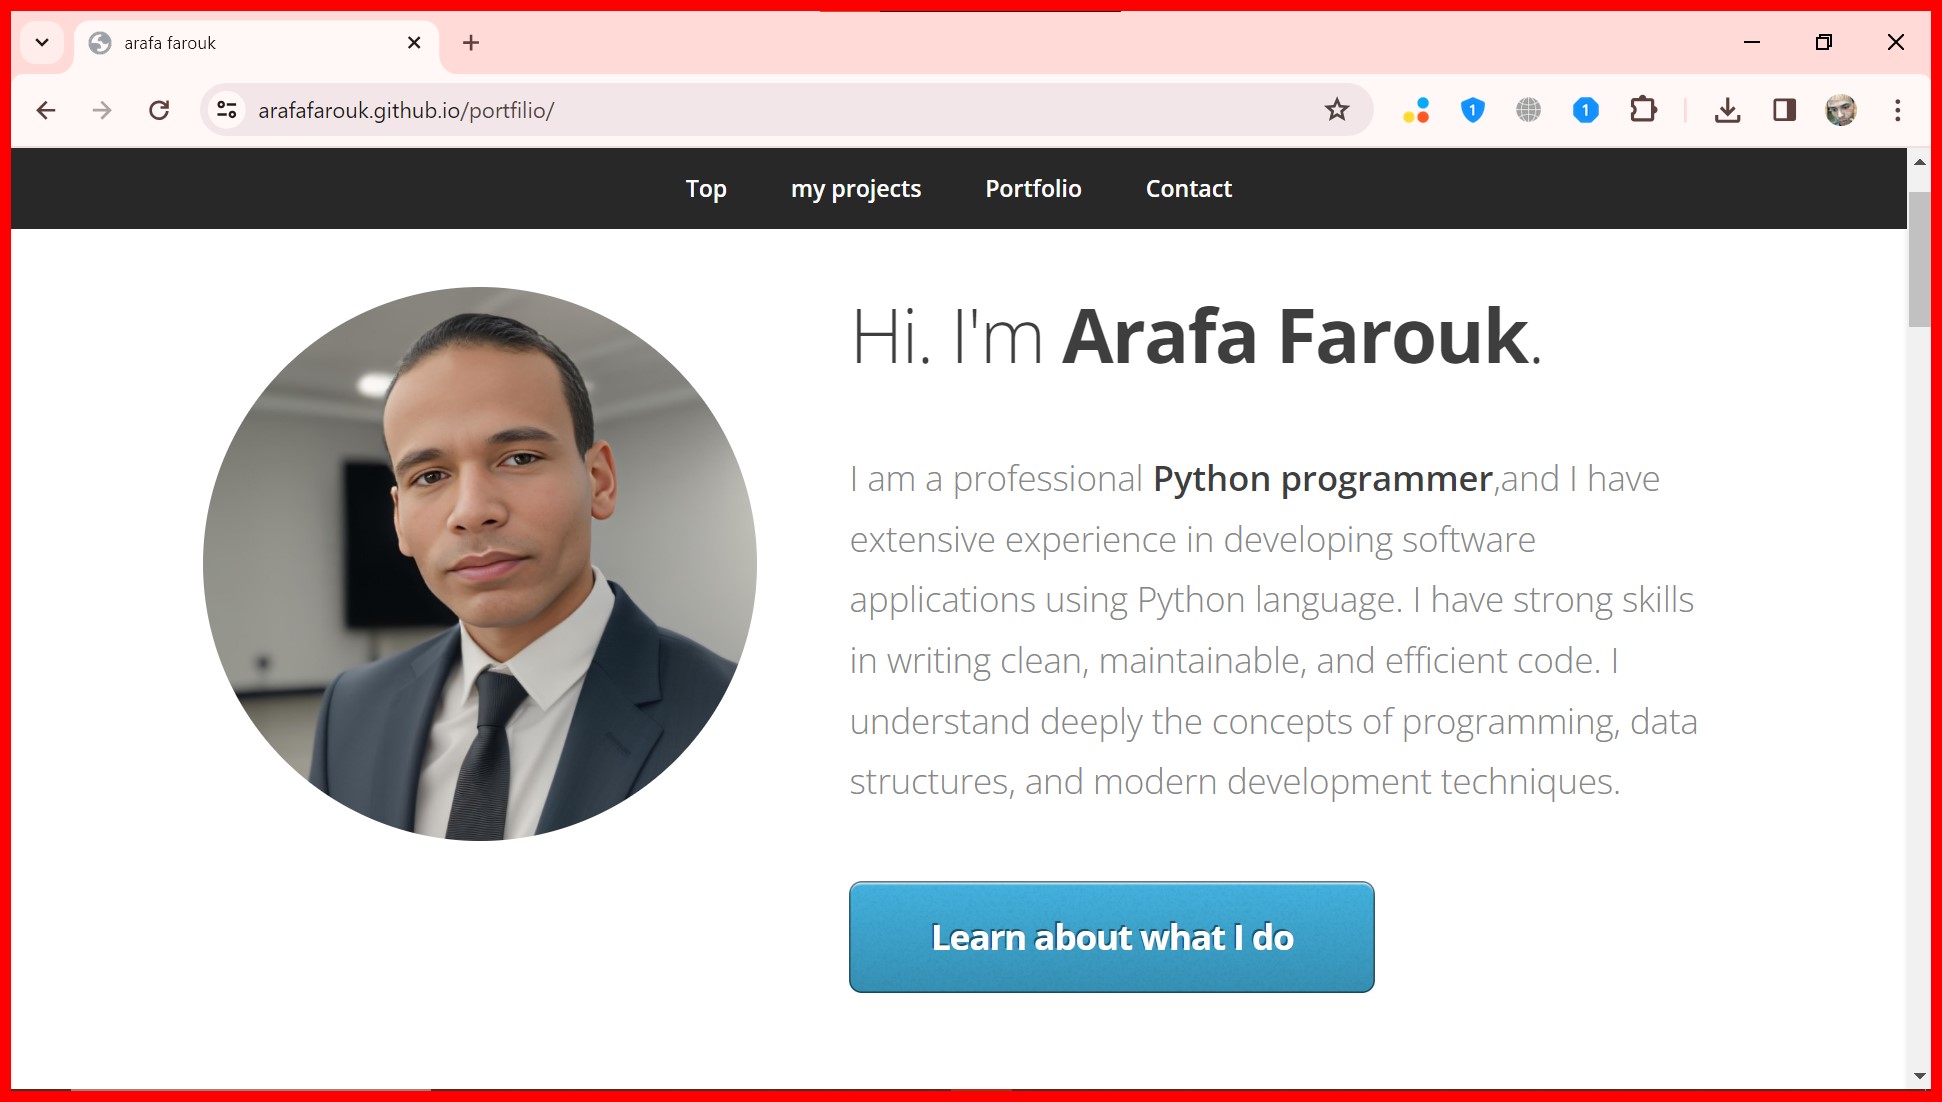 arafa farouk
arafafarouk.github.io/portfilio/
1
1
Top my projects Portfolio Contact
Hi. I'm Arafa Farouk.
I am a professional Python programmer,and I have
extensive experience in developing software
applications using Python language. I have strong skills
in writing clean, maintainable, and efficient code. I
understand deeply the concepts of programming, data
structures, and modern development techniques.
Learn about what I do